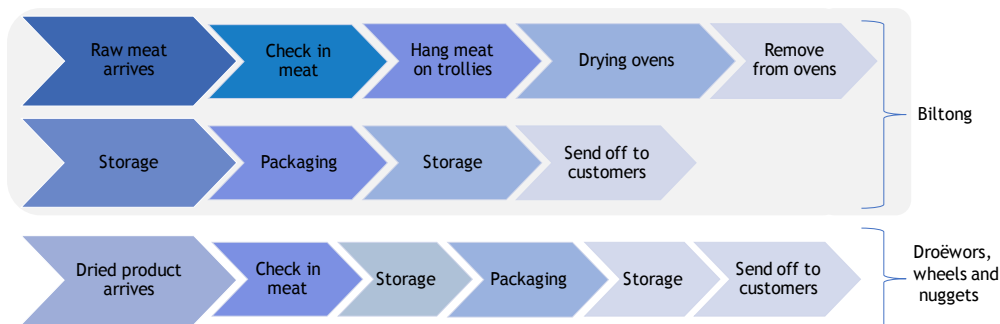 Raw meat
arrives
Check in
meat
Hang meat
on trollies
Drying ovens
Remove
from ovens
Storage
Packaging
Storage
Send off to
customers
Biltong
Dried product
arrives
Check in
meat
Storage
Packaging
Storage
Send off to
customers
Droëwors,
wheels and
nuggets